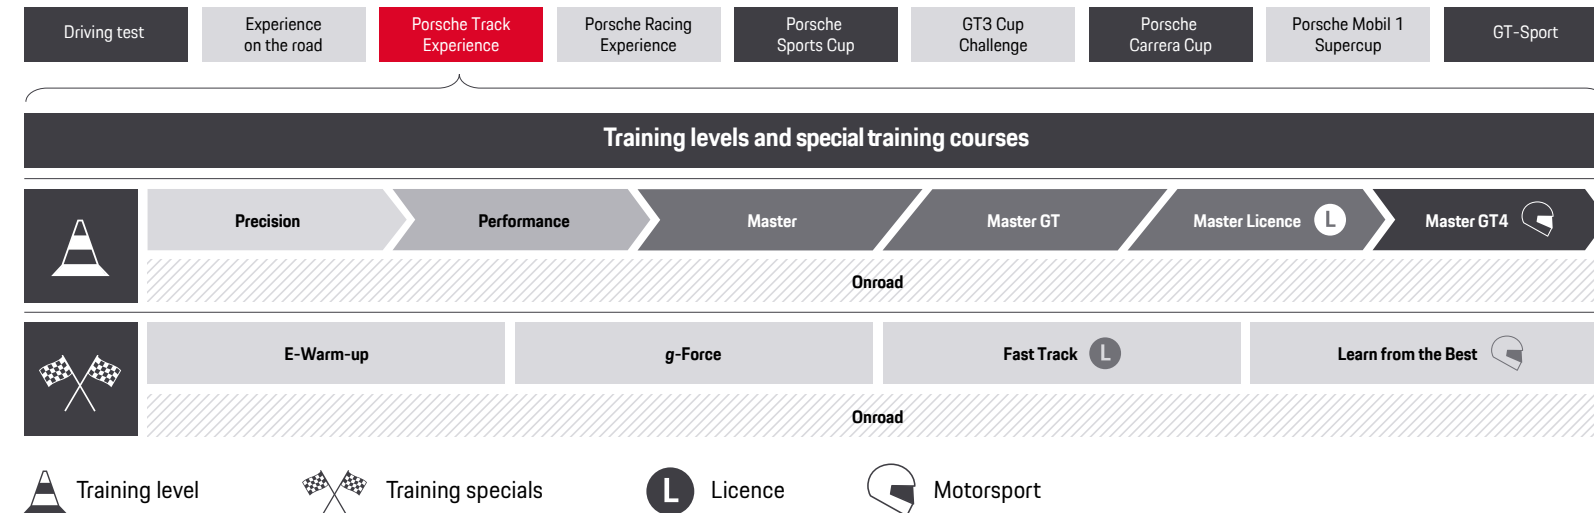 Driving test
Experience
on the road
Porsche Track
Experience
Porsche Racing
Experience
Porsche
Sports Cup
GT3 Cup
Challenge
Porsche
Carrera Cup
Porsche Mobil 1
Supercup
GT-Sport
Training levels and special training courses
Precision
Performance
Master
Master GT
Master Licence L
Master GT4
Onroad
E-Warm-up
g-Force
Fast Track L
Learn from the Best
Onroad
Training level
Training specials
L Licence
Motorsport